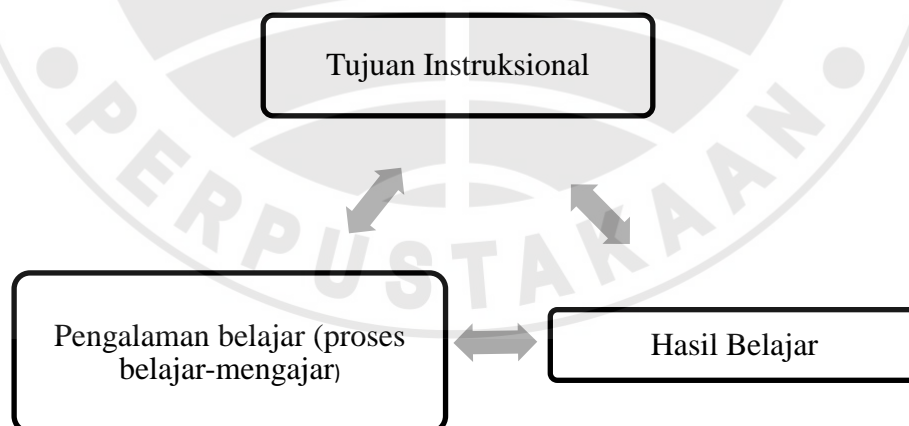 Tujuan Instruksional
PERPUSTAKAAN
Pengalaman belajar (proses
belajar-mengajar)
Hasil Belajar